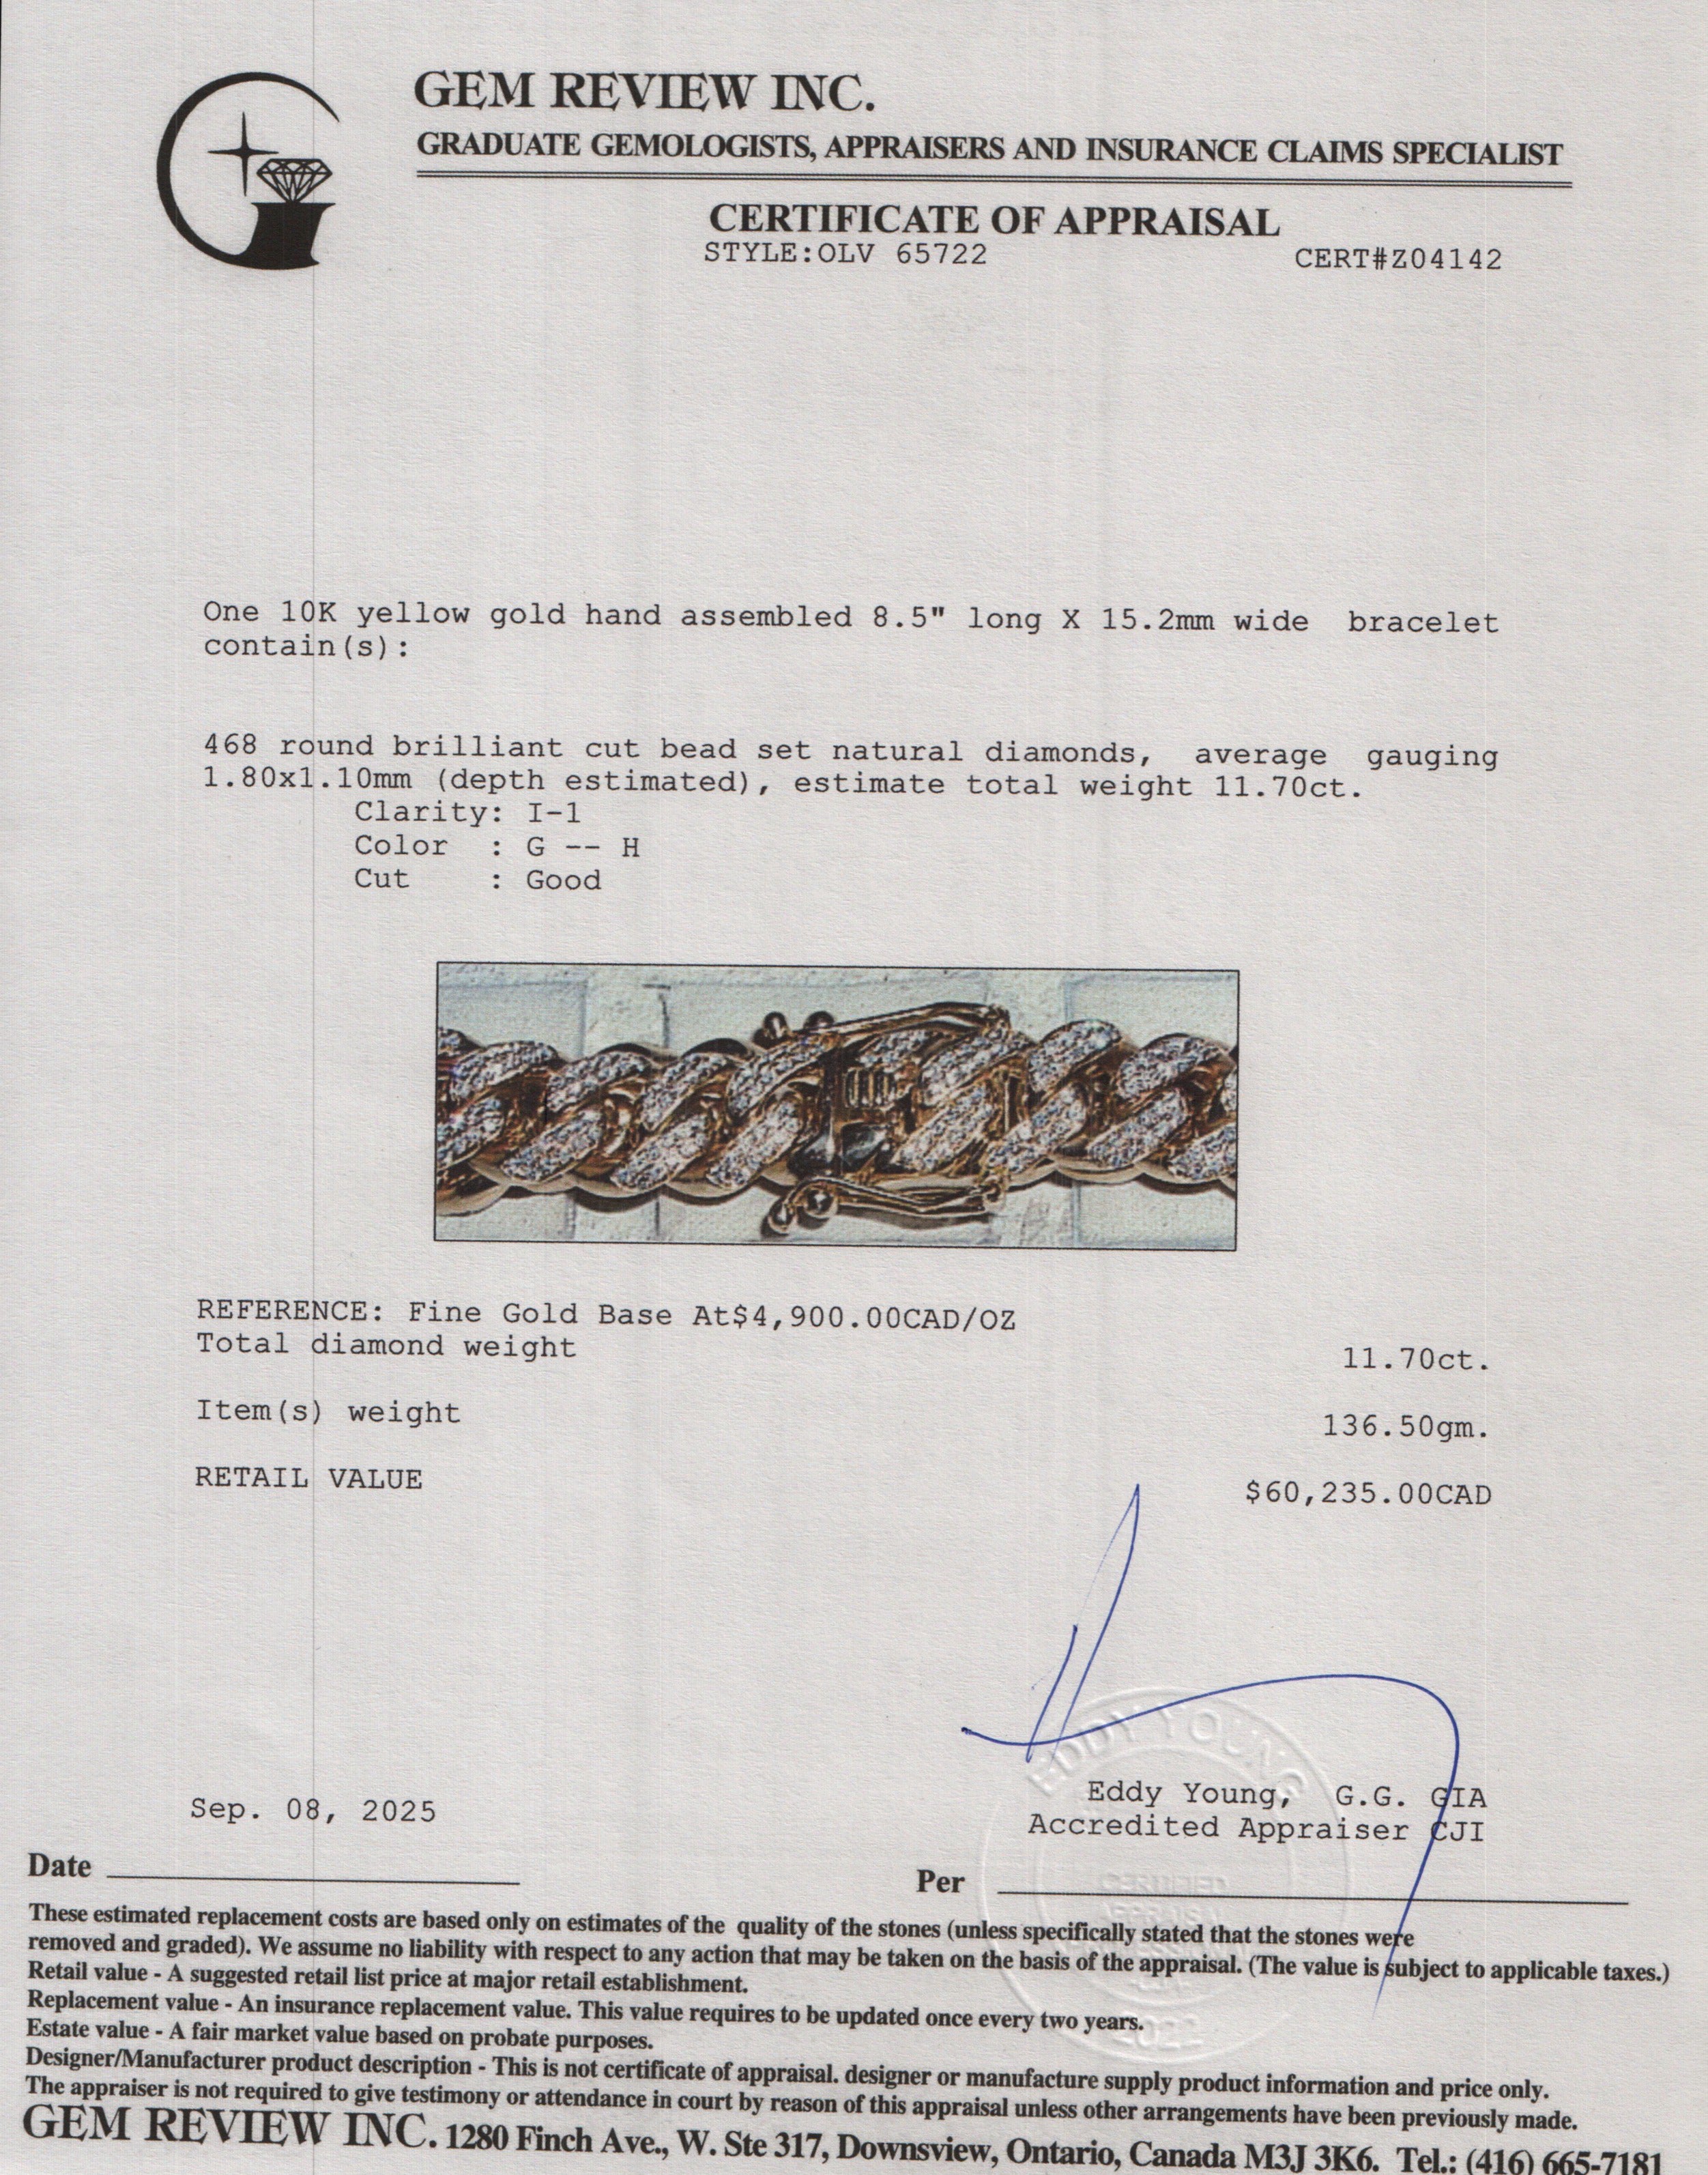 GEM REVIEW INC.
GRADUATE GEMOLOGISTS, APPRAISERS AND INSURANCE CLAIMS SPECIALIST
CERTIFICATE OF APPRAISAL
STYLE:OLV 65722 CERT#Z04142
One 10K yellow gold hand assembled 8.5" long X 15.2mm wide bracelet
contain(s):
468 round brilliant cut bead set natural diamonds, average gauging
1.80x1.10mm (depth estimated), estimate total weight 11.70ct.
Clarity: I-1
Color : G -- H
Cut : Good
REFERENCE: Fine Gold Base At$4,900.00CAD/OZ
Total diamond weight 11.70ct.
Item(s) weight 136.50gm.
RETAIL VALUE $60,235.00CAD
EDDY YOUNG
Eddy Young, G.G. GIA
Sep. 08, 2025 Accredited Appraiser CJI
Date Per
CERTIFIED
APPRAISAL
2022
These estimated replacement costs are based only on estimates of the quality of the stones (unless specifically stated that the stones were
removed and graded). We assume no liability with respect to any action that may be taken on the basis of the appraisal. (The value is subject to applicable taxes.)
Retail value - A suggested retail list price at major retail establishment.
Replacement value - An insurance replacement value. This value requires to be updated once every two years.
Estate value - A fair market value based on probate purposes.
Designer/Manufacturer product description - This is not certificate of appraisal. designer or manufacture supply product information and price only.
The appraiser is not required to give testimony or attendance in court by reason of this appraisal unless other arrangements have been previously made.
GEM REVIEW INC. 1280 Finch Ave., W. Ste 317, Downsview, Ontario, Canada M3J 3K6. Tel.: (416) 665-7181